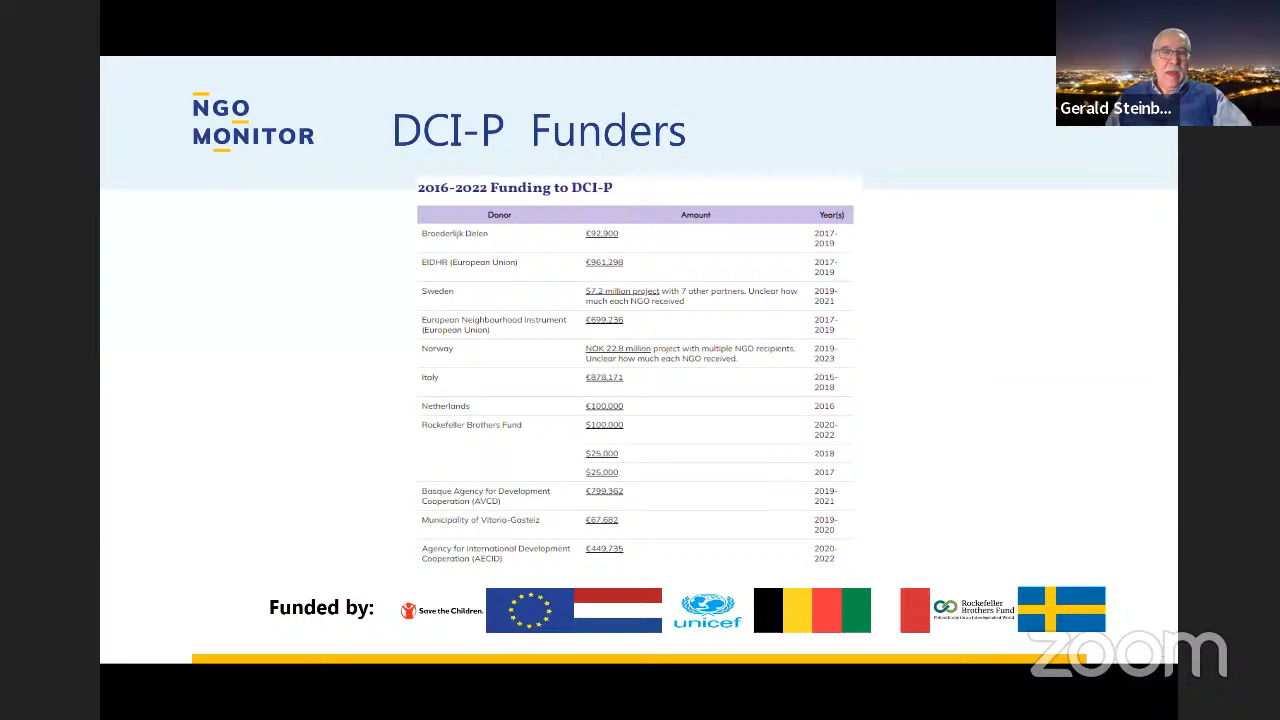 Gerald Steinb...
NGO
MONITOR
DCI-P Funders
2016-2022 Funding to DCI-P
Donor Amount Year(s)
Broederlijk Delen €92,900 2017-
2019
EIDHR (European Union) €961,298 2017-
2019
Sweden $7.2 million project with 7 other partners. Unclear how 2019-
much each NGO received 2021
European Neighbourhood Instrument €699,236 2017-
(European Union) 2019
Norway NOK 22.8 million project with multiple NGO recipients. 2019-
Unclear how much each NGO received. 2023
Italy €878,171 2015-
2018
Netherlands €100,000 2016
Rockefeller Brothers Fund $100,000 2020-
2022
$25,000 2018
$25,000 2017
Basque Agency for Development €799,362 2019-
Cooperation (AVCD) 2021
Municipality of Vitoria-Gasteiz €67,682 2019-
2020
Agency for International Development €449,735 2020-
Cooperation (AECID) 2022
Funded by:
Save the Children.
unicef
Rockefeller
Brothers Fund
Philanthropy for an Interdependent World
zoom